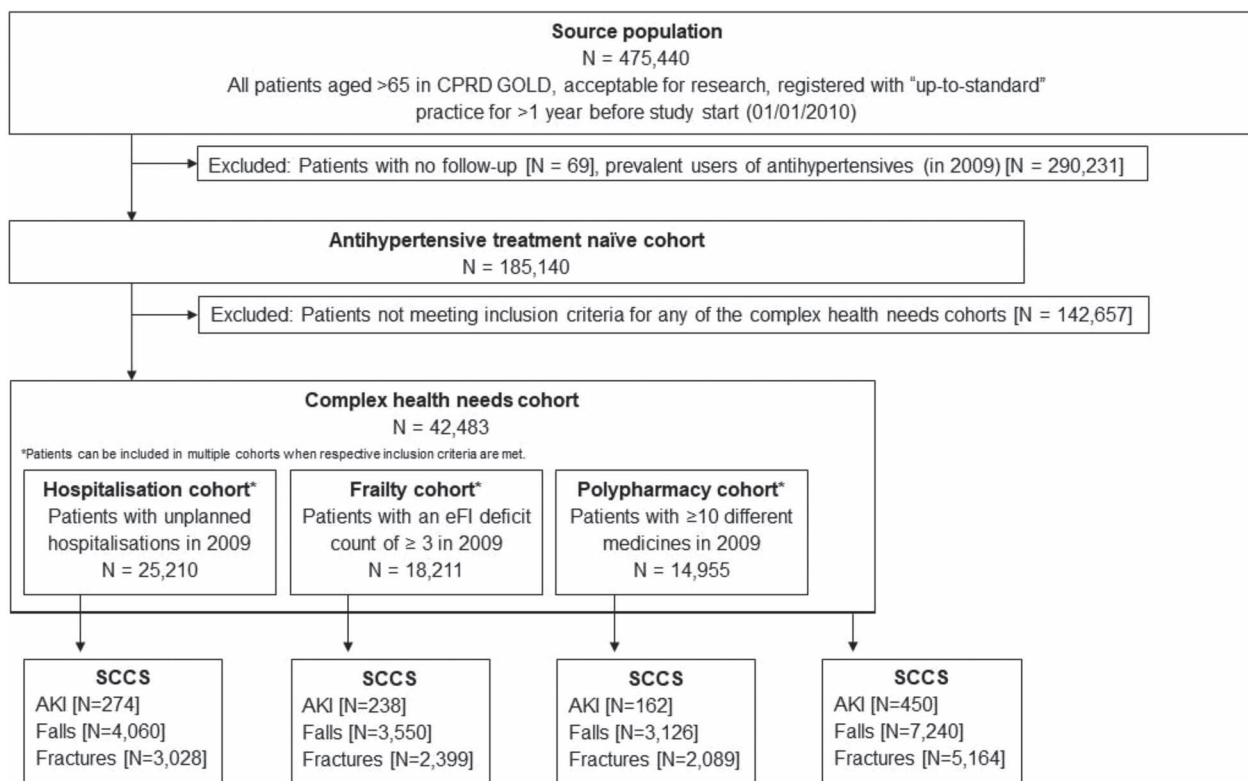 Source population
N = 475,440
All patients aged >65 in CPRD GOLD, acceptable for research, registered with “up-to-standard”
practice for >1 year before study start (01/01/2010)
Excluded: Patients with no follow-up [N = 69], prevalent users of antihypertensives (in 2009) [N = 290,231]
Antihypertensive treatment naïve cohort
N = 185,140
Excluded: Patients not meeting inclusion criteria for any of the complex health needs cohorts [N = 142,657]
Complex health needs cohort
N = 42,483
*Patients can be included in multiple cohorts when respective inclusion criteria are met.
Hospitalisation cohort*
Patients with unplanned
hospitalisations in 2009
N = 25,210
Frailty cohort*
Patients with an eFI deficit
count of ≥ 3 in 2009
N = 18,211
Polypharmacy cohort*
Patients with ≥10 different
medicines in 2009
N = 14,955
SCCS
AKI [N=274]
Falls [N=4,060]
Fractures [N=3,028]
SCCS
AKI [N=238]
Falls [N=3,550]
Fractures [N=2,399]
SCCS
AKI [N=162]
Falls [N=3,126]
Fractures [N=2,089]
SCCS
AKI [N=450]
Falls [N=7,240]
Fractures [N=5,164]